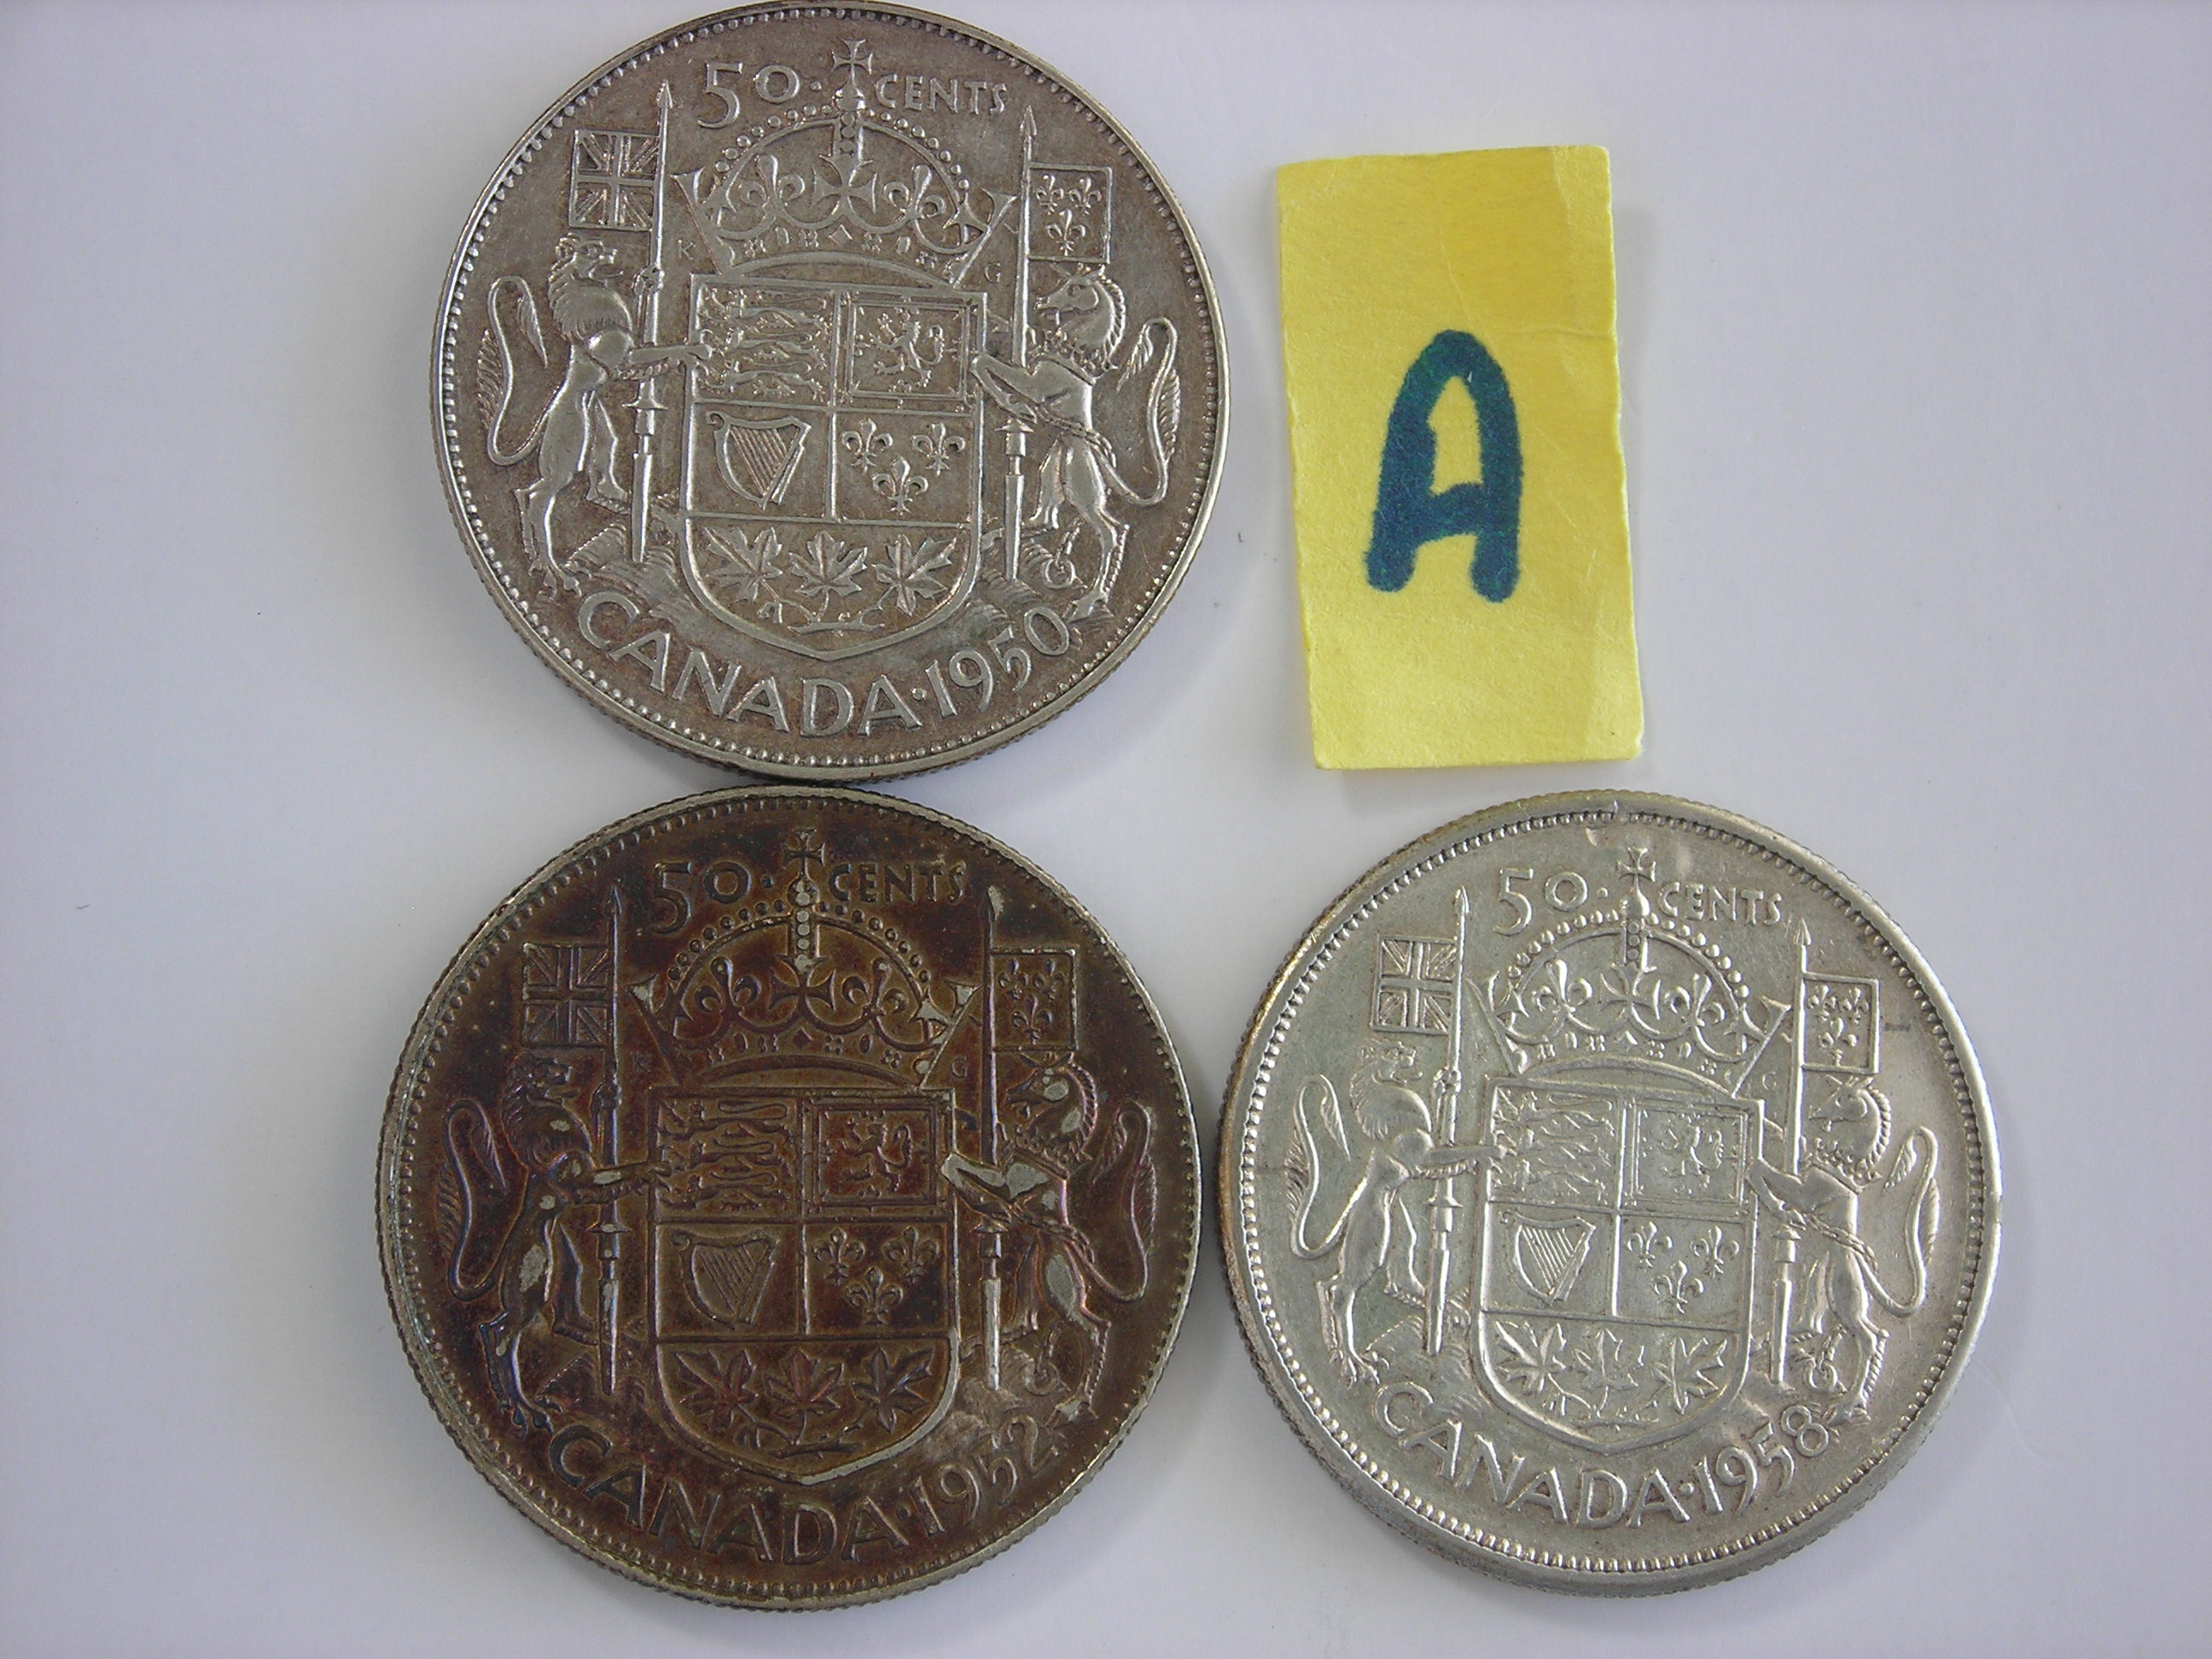 50 · CENTS
K G
CANADA · 1950
A
50 · CENTS
K G
CANADA · 1952
50 · CENTS
K G
CANADA · 1958